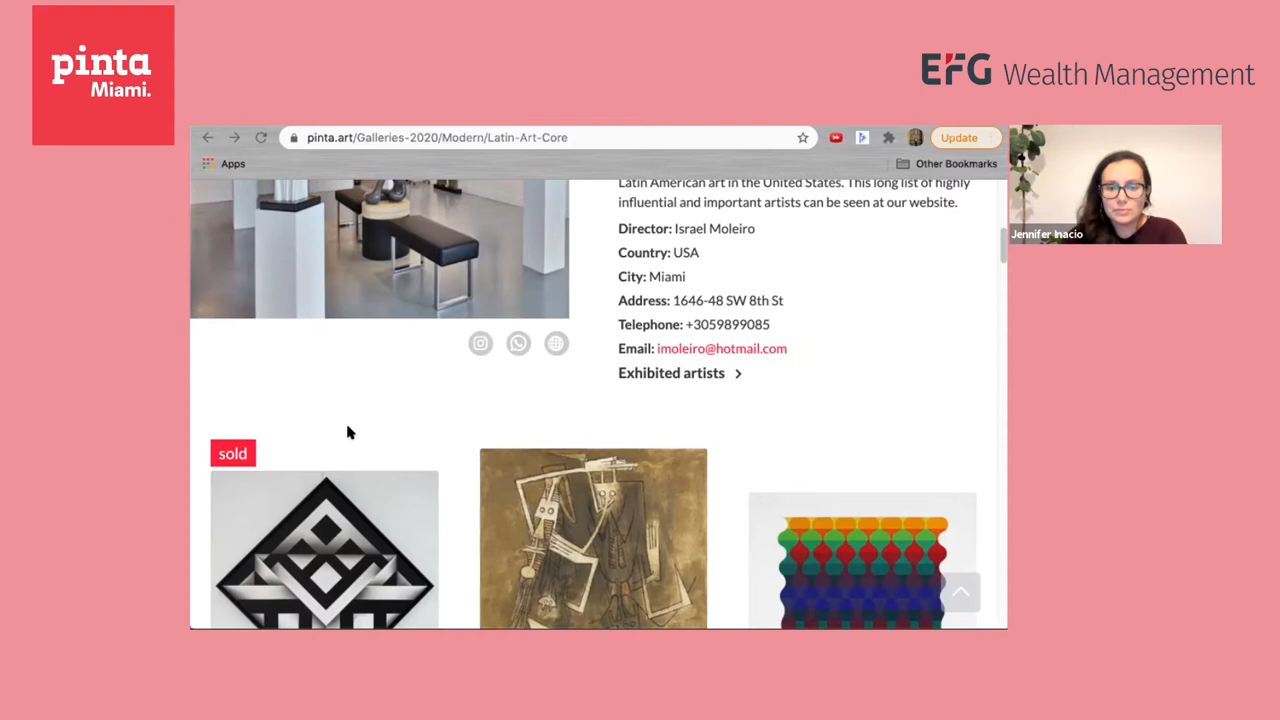 pinta
Miami.
EFG Wealth Management
pinta.art/Galleries-2020/Modern/Latin-Art-Core
Update
Apps
Other Bookmarks
Latin American art in the United States. This long list of highly
influential and important artists can be seen at our website.
Director: Israel Moleiro
Country: USA
City: Miami
Address: 1646-48 SW 8th St
Telephone: +3059899085
Email: imoleiro@hotmail.com
Exhibited artists
sold
Jennifer Inacio